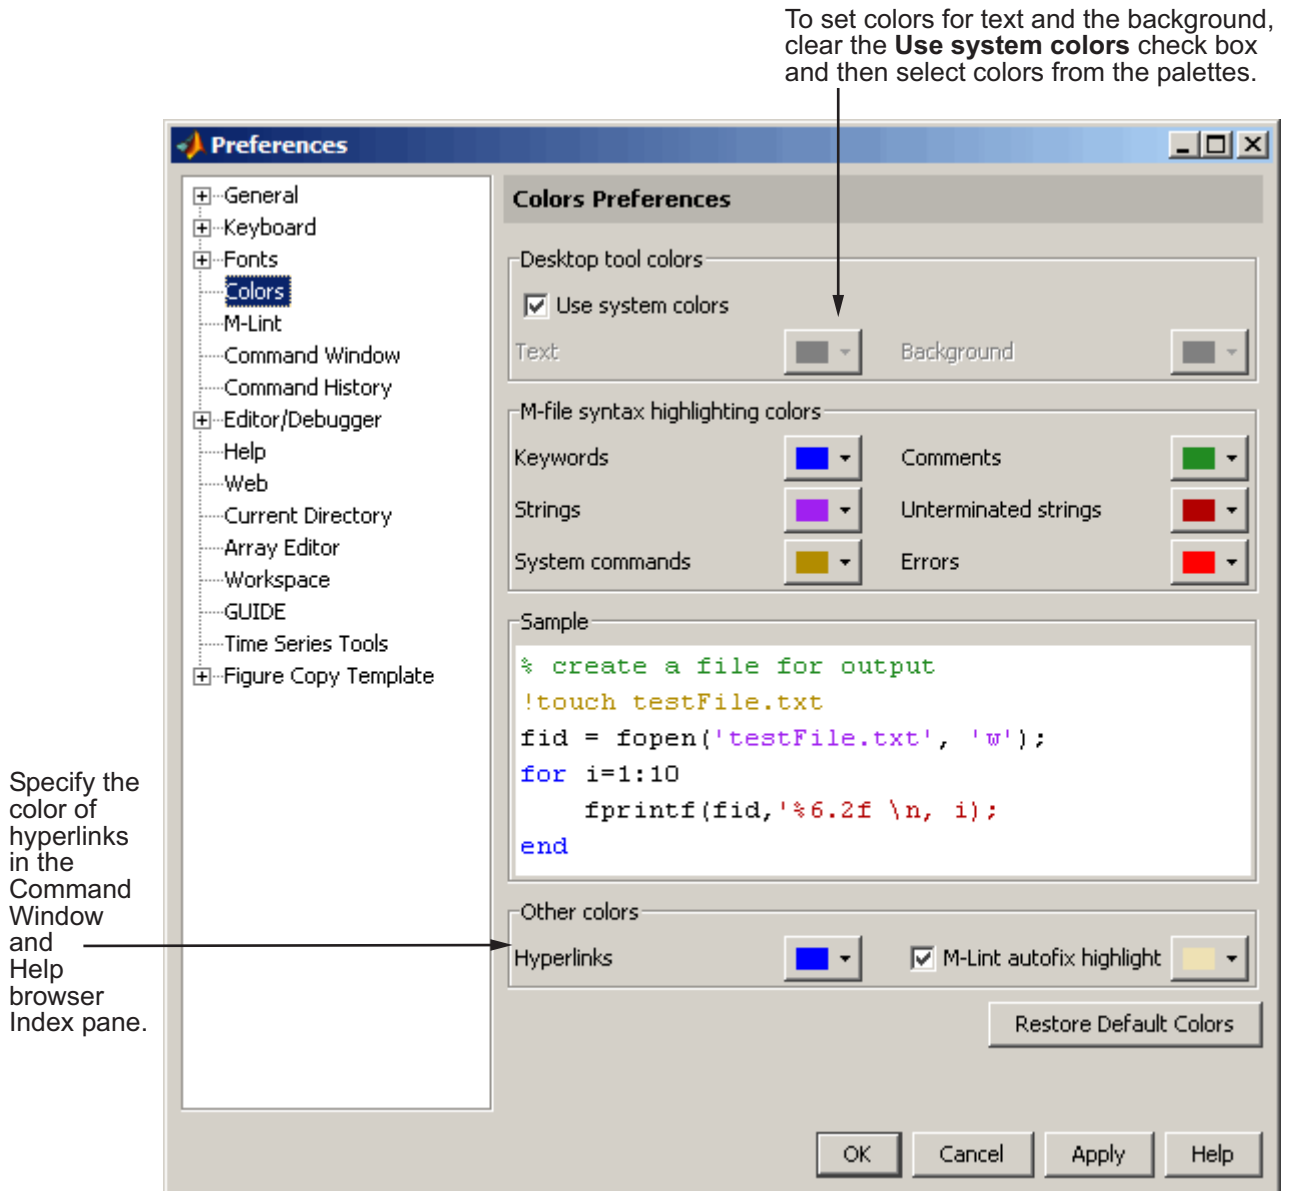 To set colors for text and the background,
clear the Use system colors check box
and then select colors from the palettes.
Preferences
General
Keyboard
Fonts
Colors
M-Lint
Command Window
Command History
Editor/Debugger
Help
Web
Current Directory
Array Editor
Workspace
GUIDE
Time Series Tools
Figure Copy Template
Colors Preferences
Desktop tool colors
Use system colors
Text Background
M-file syntax highlighting colors
Keywords Comments
Strings Unterminated strings
System commands Errors
Sample
% create a file for output
!touch testFile.txt
fid = fopen('testFile.txt', 'w');
for i=1:10
    fprintf(fid,'%6.2f \n, i);
end
Other colors
Hyperlinks M-Lint autofix highlight
Restore Default Colors
OK Cancel Apply Help
Specify the
color of
hyperlinks
in the
Command
Window
and
Help
browser
Index pane.